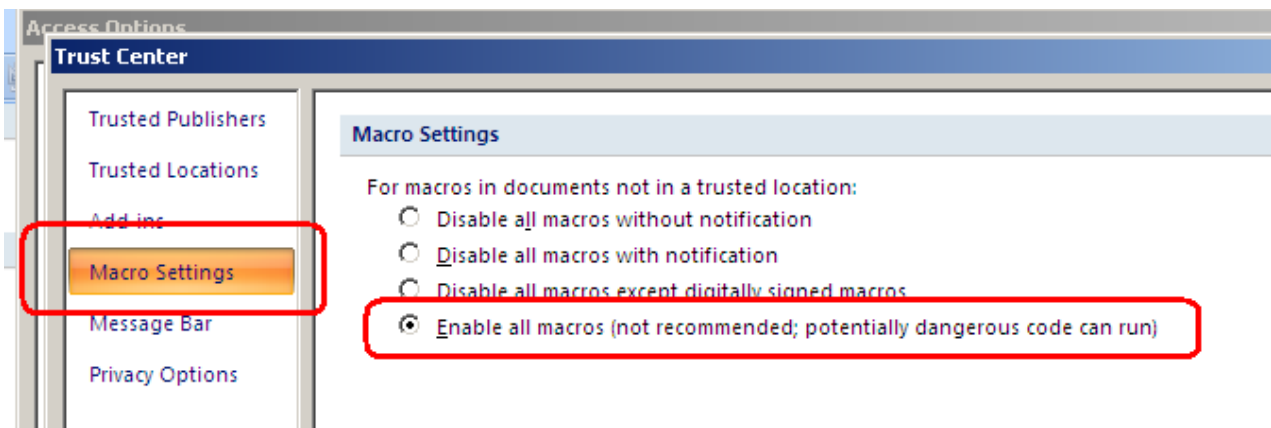 Access Options
Trust Center
Trusted Publishers
Trusted Locations
Add-ins
Macro Settings
Message Bar
Privacy Options
Macro Settings
For macros in documents not in a trusted location:
Disable all macros without notification
Disable all macros with notification
Disable all macros except digitally signed macros
Enable all macros (not recommended; potentially dangerous code can run)